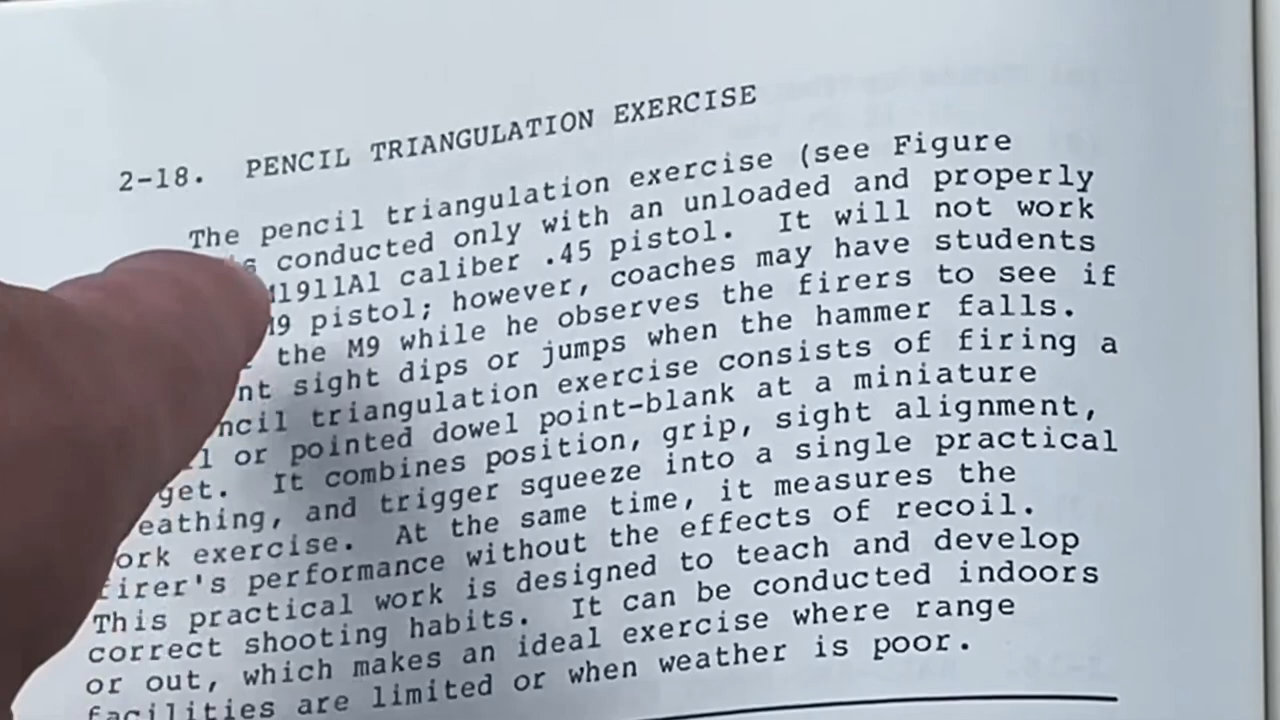 2-18. PENCIL TRIANGULATION EXERCISE
The pencil triangulation exercise (see Figure
conducted only with an unloaded and properly
M1911A1 caliber .45 pistol. It will not work
M9 pistol; however, coaches may have students
the M9 while he observes the firers to see if
sight dips or jumps when the hammer falls.
triangulation exercise consists of firing a
or pointed dowel point-blank at a miniature
It combines position, grip, sight alignment,
eathing, and trigger squeeze into a single practical
ork exercise. At the same time, it measures the
firer's performance without the effects of recoil.
This practical work is designed to teach and develop
correct shooting habits. It can be conducted indoors
or out, which makes an ideal exercise where range
facilities are limited or when weather is poor.